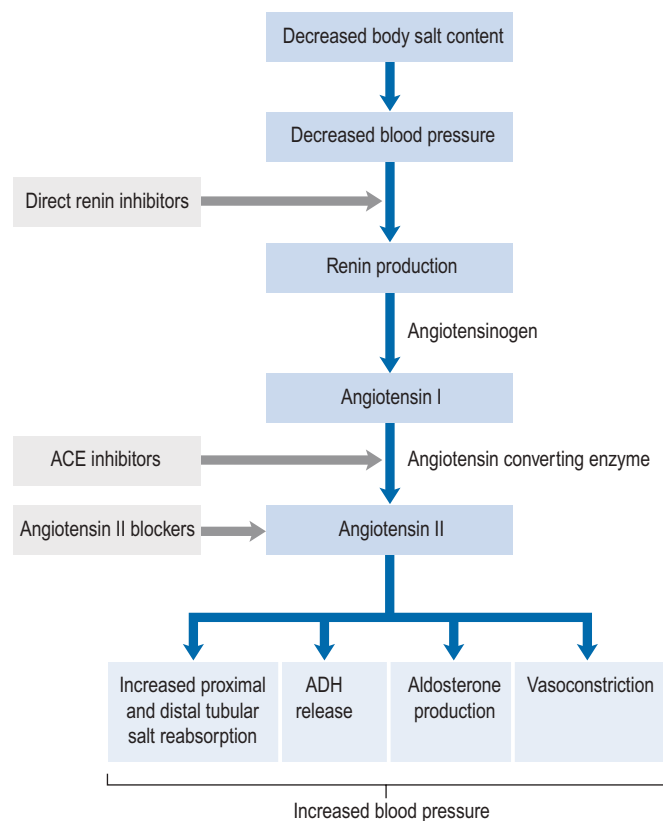 Decreased body salt content
Decreased blood pressure
Direct renin inhibitors
Renin production
Angiotensinogen
Angiotensin I
ACE inhibitors
Angiotensin converting enzyme
Angiotensin II blockers
Angiotensin II
Increased proximal
and distal tubular
salt reabsorption
ADH
release
Aldosterone
production
Vasoconstriction
Increased blood pressure